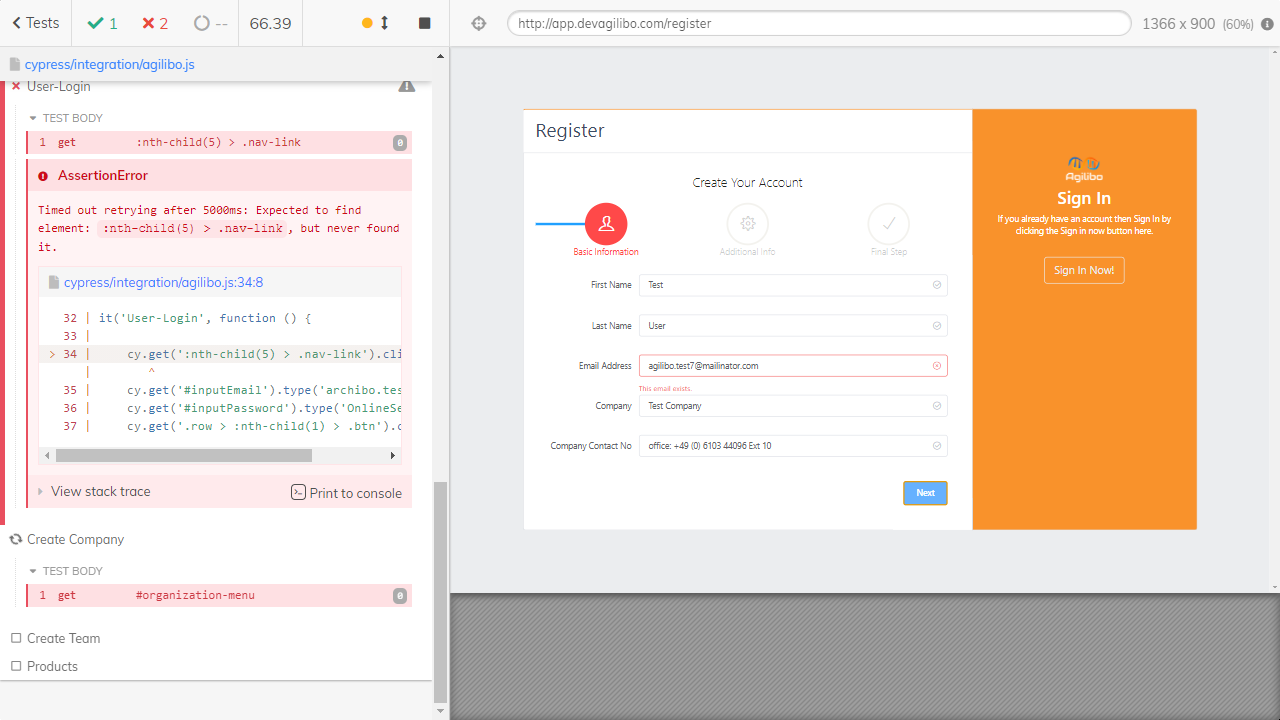 Tests
1
2
--
66.39
http://app.devagilibo.com/register
1366 x 900 (60%)
cypress/integration/agilibo.js
User-Login
TEST BODY
1 get :nth-child(5) > .nav-link 0
AssertionError
Timed out retrying after 5000ms: Expected to find
element: :nth-child(5) > .nav-link, but never found
it.
cypress/integration/agilibo.js:34:8
32 | it('User-Login', function () {
33 |
> 34 | cy.get(':nth-child(5) > .nav-link').cli
| ^
35 | cy.get('#inputEmail').type('archibo.tes
36 | cy.get('#inputPassword').type('OnlineSe
37 | cy.get('.row > :nth-child(1) > .btn').c
View stack trace
Print to console
Create Company
TEST BODY
1 get #organization-menu 0
Create Team
Products
Register
Create Your Account
Basic Information
Additional Info
Final Step
First Name Test
Last Name User
Email Address agilibo.test7@mailinator.com
This email exists.
Company Test Company
Company Contact No office: +49 (0) 6103 44096 Ext 10
Next
Agilibo
Sign In
If you already have an account then Sign In by
clicking the Sign in now button here.
Sign In Now!